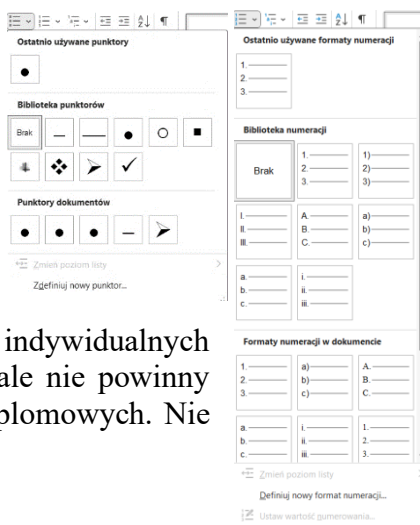 Ostatnio używane punktory
Biblioteka punktorów
Brak
Punktory dokumentów
Zmień poziom listy
Zdefiniuj nowy punktor...
indywidualnych
ale nie powinny
plomowych. Nie
Ostatnio używane formaty numeracji
1.
2.
3.
Biblioteka numeracji
Brak
1.
2.
3.
1)
2)
3)
I.
II.
III.
A.
B.
C.
a)
b)
c)
a.
b.
c.
i.
ii.
iii.
Formaty numeracji w dokumencie
1.
2.
3.
a)
b)
c)
A.
B.
C.
a.
b.
c.
i.
ii.
iii.
1.
2.
3.
Zmień poziom listy
Definiuj nowy format numeracji...
Ustaw wartość numerowania...